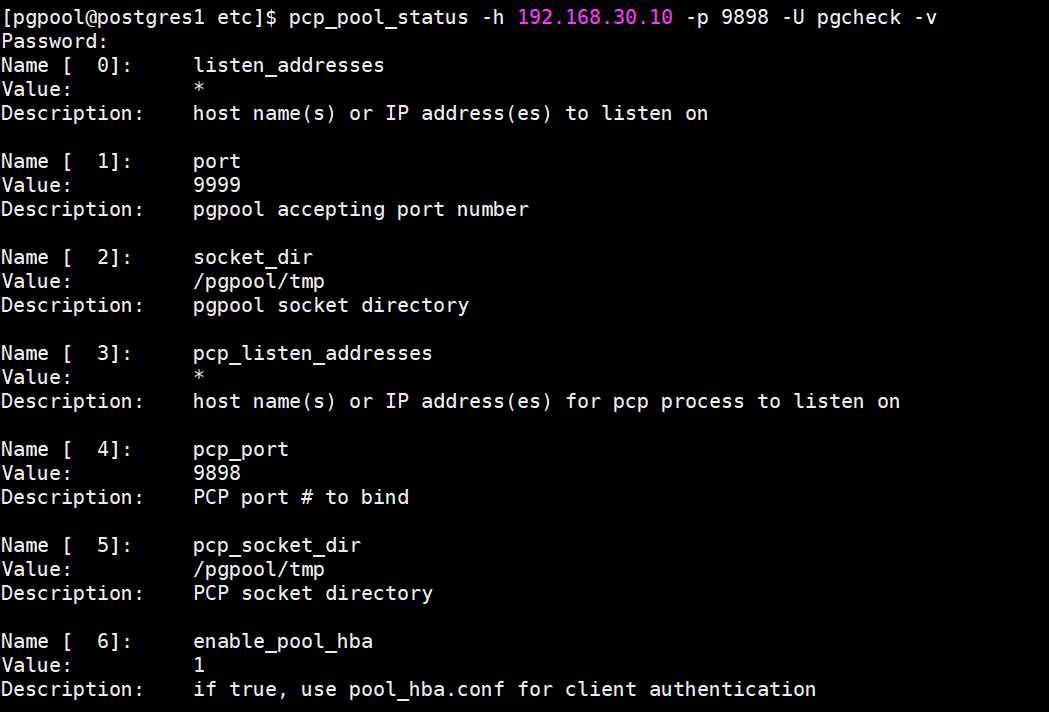 [pgpool@postgres1 etc]$ pcp_pool_status -h 192.168.30.10 -p 9898 -U pgcheck -v
Password:
Name [  0]:     listen_addresses
Value:          *
Description:    host name(s) or IP address(es) to listen on

Name [  1]:     port
Value:          9999
Description:    pgpool accepting port number

Name [  2]:     socket_dir
Value:          /pgpool/tmp
Description:    pgpool socket directory

Name [  3]:     pcp_listen_addresses
Value:          *
Description:    host name(s) or IP address(es) for pcp process to listen on

Name [  4]:     pcp_port
Value:          9898
Description:    PCP port # to bind

Name [  5]:     pcp_socket_dir
Value:          /pgpool/tmp
Description:    PCP socket directory

Name [  6]:     enable_pool_hba
Value:          1
Description:    if true, use pool_hba.conf for client authentication